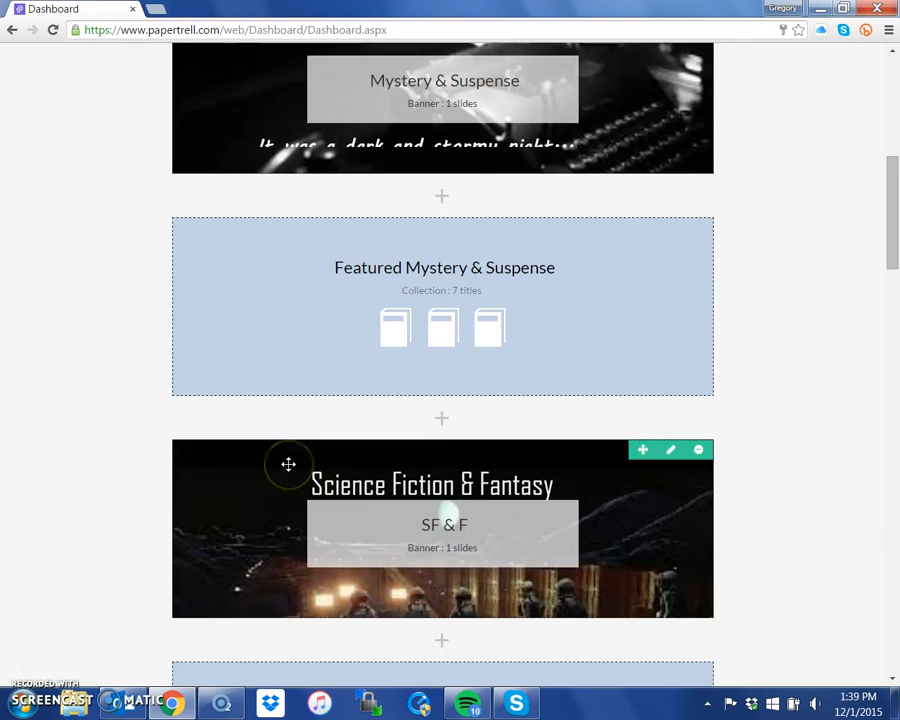 Dashboard
Gregory
https://www.papertrell.com/web/Dashboard/Dashboard.aspx
Mystery & Suspense
Banner : 1 slides
It was a dark and stormy night...
Featured Mystery & Suspense
Collection : 7 titles
Science Fiction & Fantasy
SF & F
Banner : 1 slides
RECORDED WITH
SCREENCAST MATIC
10
1:39 PM
12/1/2015